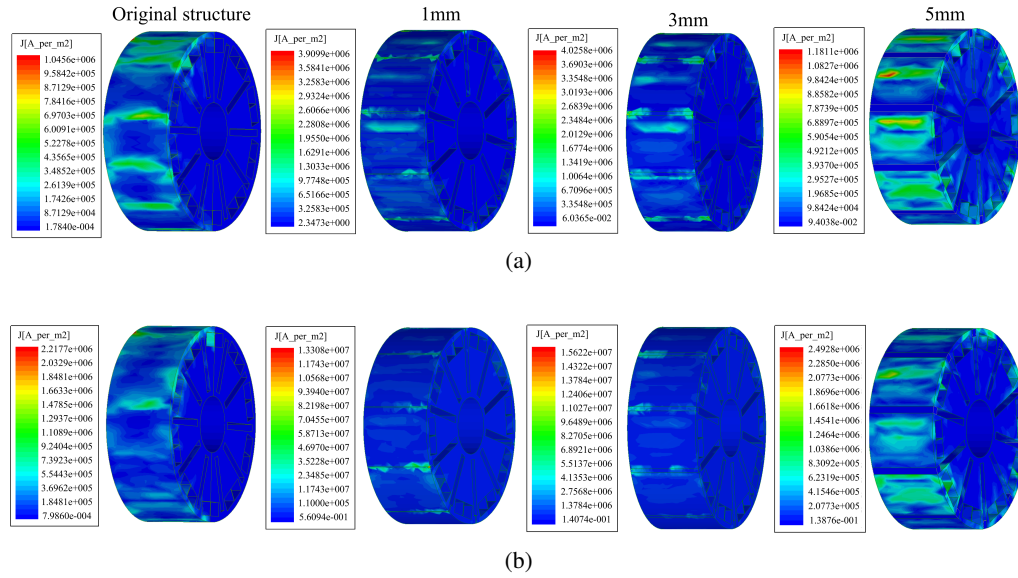 Original structure
1mm
3mm
5mm
J[A_per_m2]
1.0456e+006
9.5842e+005
8.7129e+005
7.8416e+005
6.9703e+005
6.0091e+005
5.2278e+005
4.3565e+005
3.4852e+005
2.6139e+005
1.7426e+005
8.7129e+004
1.7840e-004
J[A_per_m2]
3.9099e+006
3.5841e+006
3.2583e+006
2.9324e+006
2.6066e+006
2.2808e+006
1.9550e+006
1.6291e+006
1.3033e+006
9.7748e+005
6.5166e+005
3.2583e+005
2.3473e+000
J[A_per_m2]
4.0258e+006
3.6903e+006
3.3548e+006
3.0193e+006
2.6839e+006
2.3484e+006
2.0129e+006
1.6774e+006
1.3419e+006
1.0064e+006
6.7096e+005
3.3548e+005
6.0365e-002
J[A_per_m2]
1.1811e+006
1.0827e+006
9.8424e+005
8.8582e+005
7.8739e+005
6.8897e+005
5.9054e+005
4.9212e+005
3.9370e+005
2.9527e+005
1.9685e+005
9.8424e+004
9.4038e-002
(a)
J[A_per_m2]
2.2177e+006
2.0329e+006
1.8481e+006
1.6633e+006
1.4785e+006
1.2937e+006
1.1089e+006
9.2404e+005
7.3923e+005
5.5443e+005
3.6962e+005
1.8481e+005
7.9860e-004
J[A_per_m2]
1.3308e+007
1.1743e+007
1.0568e+007
9.3940e+007
8.2198e+007
7.0455e+007
5.8713e+007
4.6970e+007
3.5228e+007
2.3485e+007
1.1743e+007
1.1000e+005
5.6094e-001
J[A_per_m2]
1.5622e+007
1.4322e+007
1.3784e+007
1.2406e+007
1.1027e+007
9.6489e+007
8.2705e+006
6.8921e+006
5.5137e+006
4.1353e+006
2.7568e+006
1.3784e+006
1.4074e-001
J[A_per_m2]
2.4928e+006
2.2850e+006
2.0773e+006
1.8696e+006
1.6618e+006
1.4541e+006
1.2464e+006
1.0386e+006
8.3092e+005
6.2319e+005
4.1546e+005
2.0773e+005
1.3876e-001
(b)